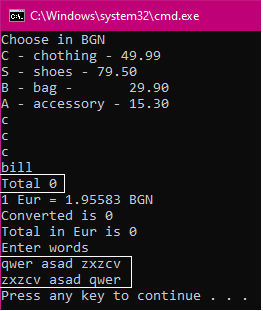 C:\Windows\system32\cmd.exe
Choose in BGN
C - chothing - 49.99
S - shoes - 79.50
B - bag -       29.90
A - accessory - 15.30
c
c
c
bill
Total 0
1 Eur = 1.95583 BGN
Converted is 0
Total in Eur is 0
Enter words
qwer asad zxzcv
zxzcv asad qwer
Press any key to continue . . .